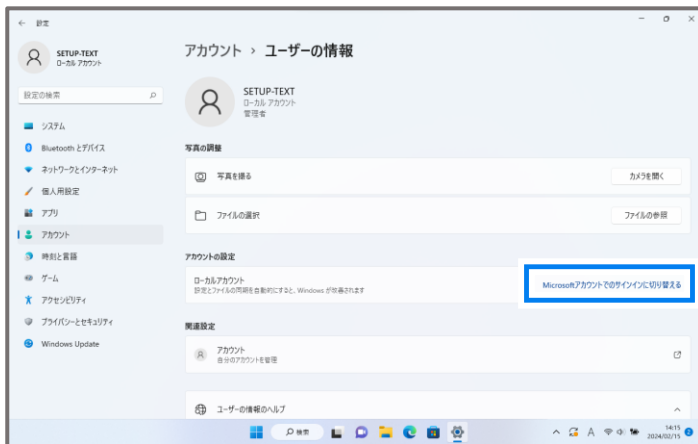 設定
SETUP-TEXT
ローカル アカウント
設定の検索
システム
Bluetooth とデバイス
ネットワークとインターネット
個人用設定
アプリ
アカウント
時刻と言語
ゲーム
アクセシビリティ
プライバシーとセキュリティ
Windows Update
アカウント › ユーザーの情報
SETUP-TEXT
ローカル アカウント
管理者
写真の調整
写真を撮る
カメラを開く
ファイルの選択
ファイルの参照
アカウントの設定
ローカルアカウント
設定とファイルの同期を自動的にすると、Windows が改善されます
Microsoftアカウントでのサインインに切り替える
関連設定
アカウント
自分のアカウントを管理
ユーザーの情報のヘルプ
検索
A
14:15
2024/02/15